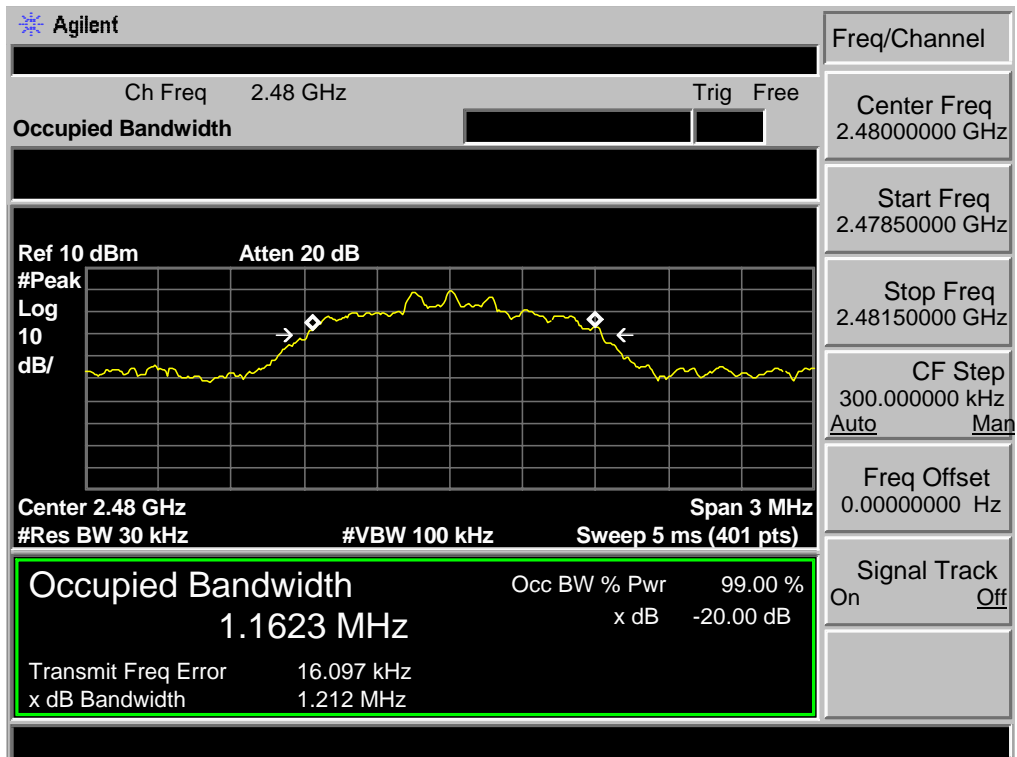 Agilent
Freq/Channel
Ch Freq 2.48 GHz Trig Free
Occupied Bandwidth
Center Freq
2.48000000 GHz
Start Freq
2.47850000 GHz
Ref 10 dBm Atten 20 dB
#Peak
Log
10
dB/
Stop Freq
2.48150000 GHz
CF Step
300.000000 kHz
Auto Man
Freq Offset
0.00000000 Hz
Center 2.48 GHz Span 3 MHz
#Res BW 30 kHz #VBW 100 kHz Sweep 5 ms (401 pts)
Signal Track
On Off
Occupied Bandwidth Occ BW % Pwr 99.00 %
1.1623 MHz x dB -20.00 dB
Transmit Freq Error 16.097 kHz
x dB Bandwidth 1.212 MHz